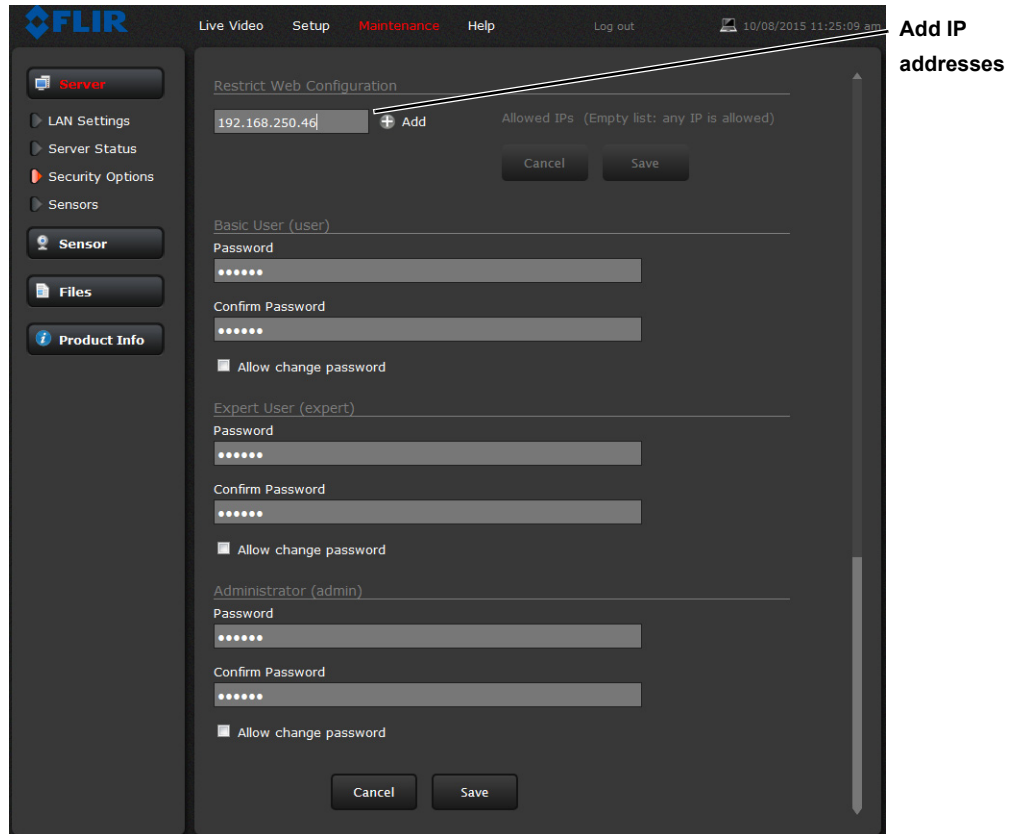 FLIR
Live Video Setup Maintenance Help Log out 10/08/2015 11:25:09 am
Add IP addresses
Server
LAN Settings
Server Status
Security Options
Sensors
Sensor
Files
Product Info
Restrict Web Configuration
192.168.250.46 Add Allowed IPs (Empty list: any IP is allowed)
Cancel Save
Basic User (user)
Password
••••••
Confirm Password
••••••
Allow change password
Expert User (expert)
Password
••••••
Confirm Password
••••••
Allow change password
Administrator (admin)
Password
••••••
Confirm Password
••••••
Allow change password
Cancel Save